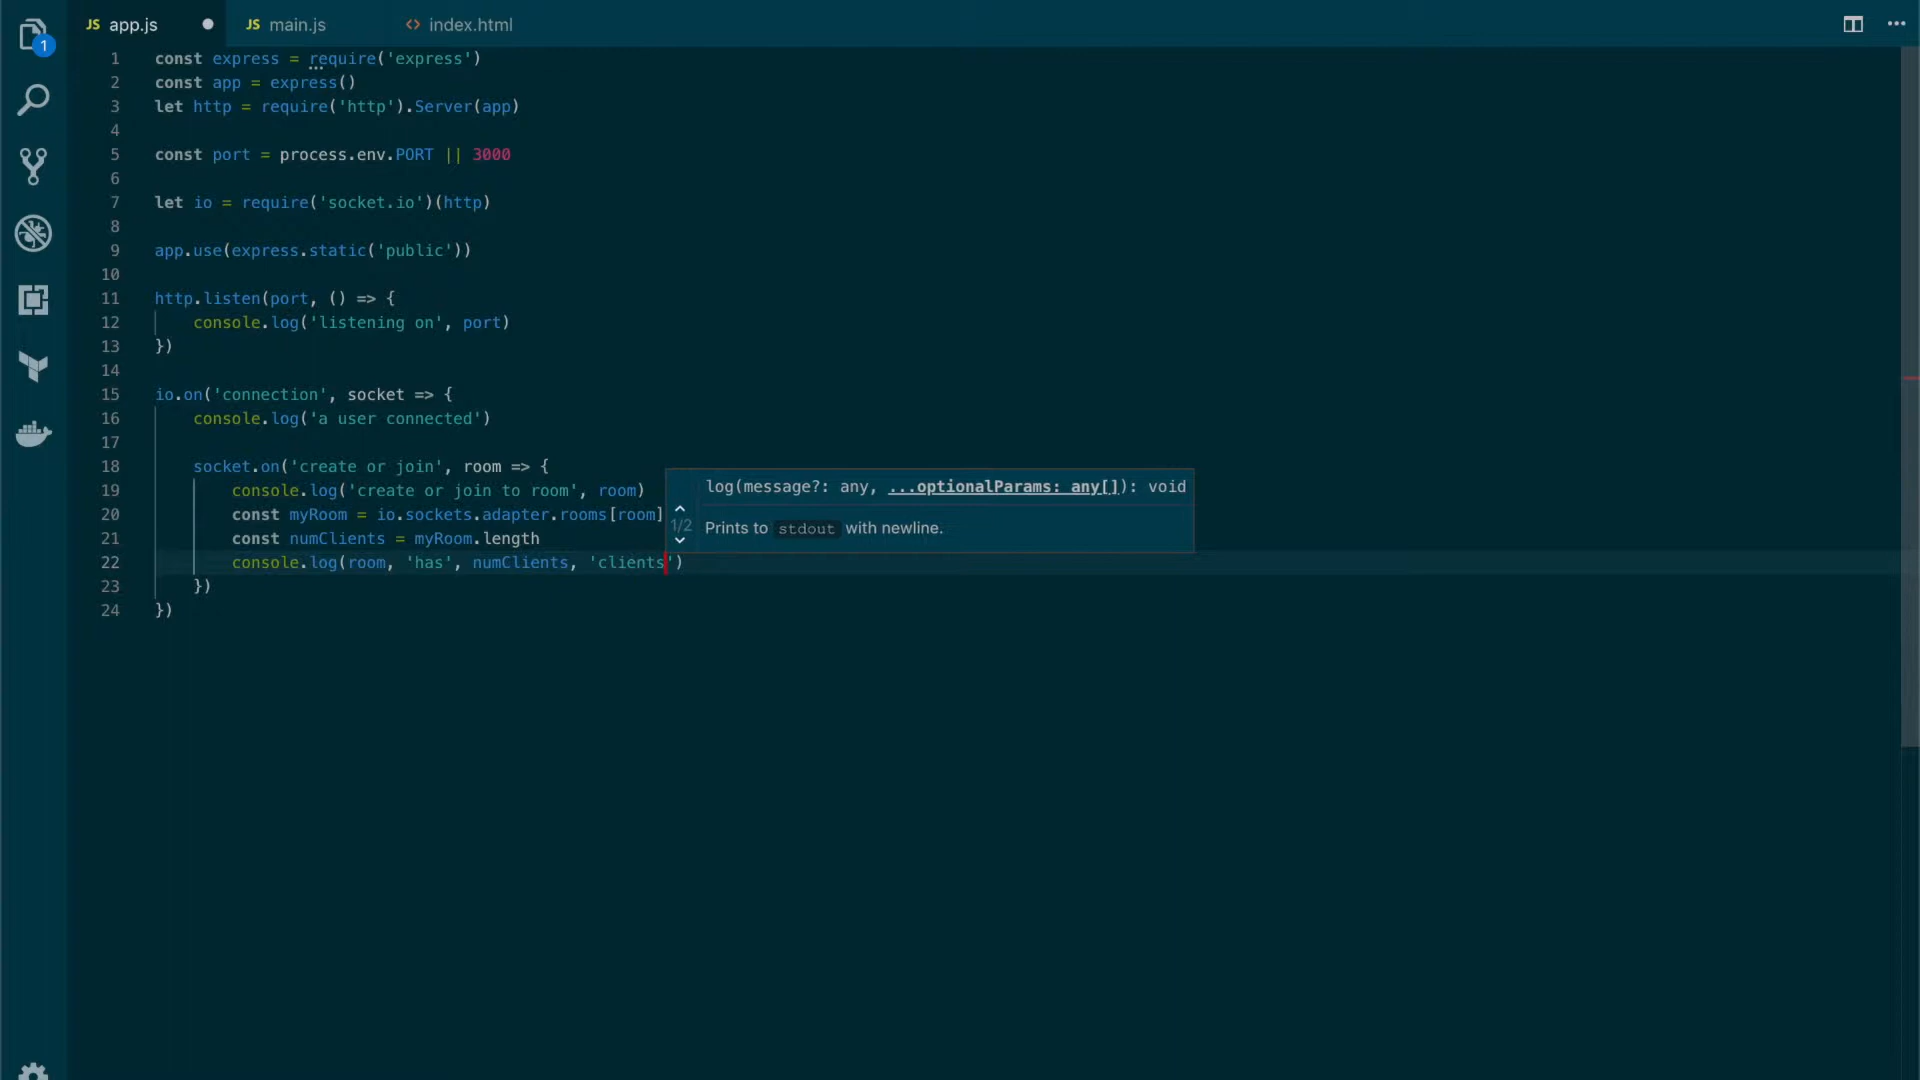 1
JS app.js
JS main.js
<> index.html
1 const express = require('express')
2 const app = express()
3 let http = require('http').Server(app)
4
5 const port = process.env.PORT || 3000
6
7 let io = require('socket.io')(http)
8
9 app.use(express.static('public'))
10
11 http.listen(port, () => {
12 console.log('listening on', port)
13 })
14
15 io.on('connection', socket => {
16 console.log('a user connected')
17
18 socket.on('create or join', room => {
19 console.log('create or join to room', room)
20 const myRoom = io.sockets.adapter.rooms[room]
21 const numClients = myRoom.length
22 console.log(room, 'has', numClients, 'clients')
23 })
24 })
log(message?: any, ...optionalParams: any[]): void
1/2
Prints to stdout with newline.